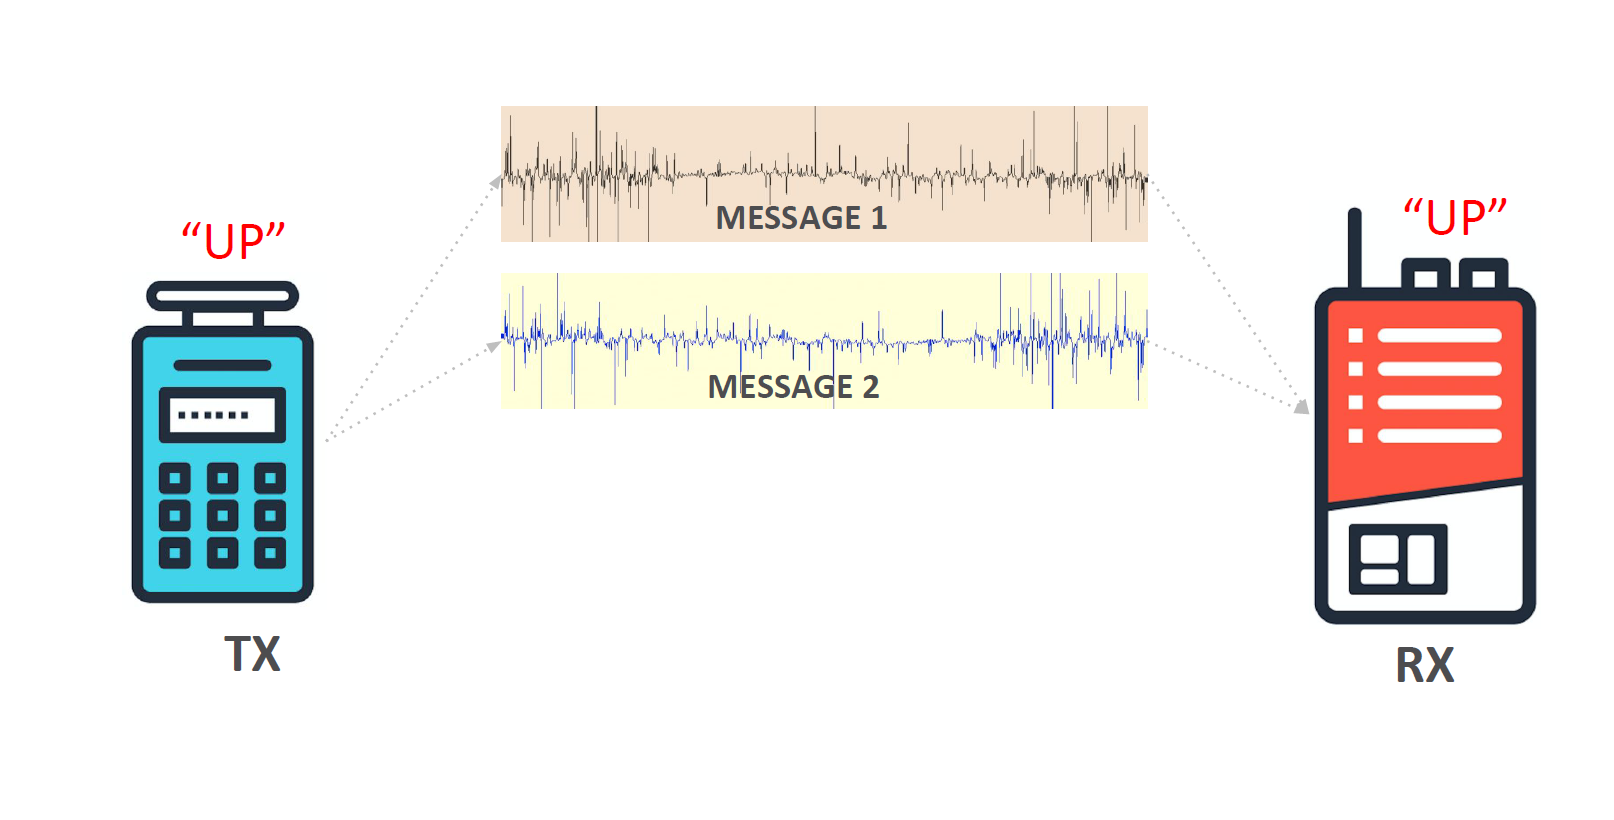 MESSAGE 1
“UP”
“UP”
MESSAGE 2
TX
RX